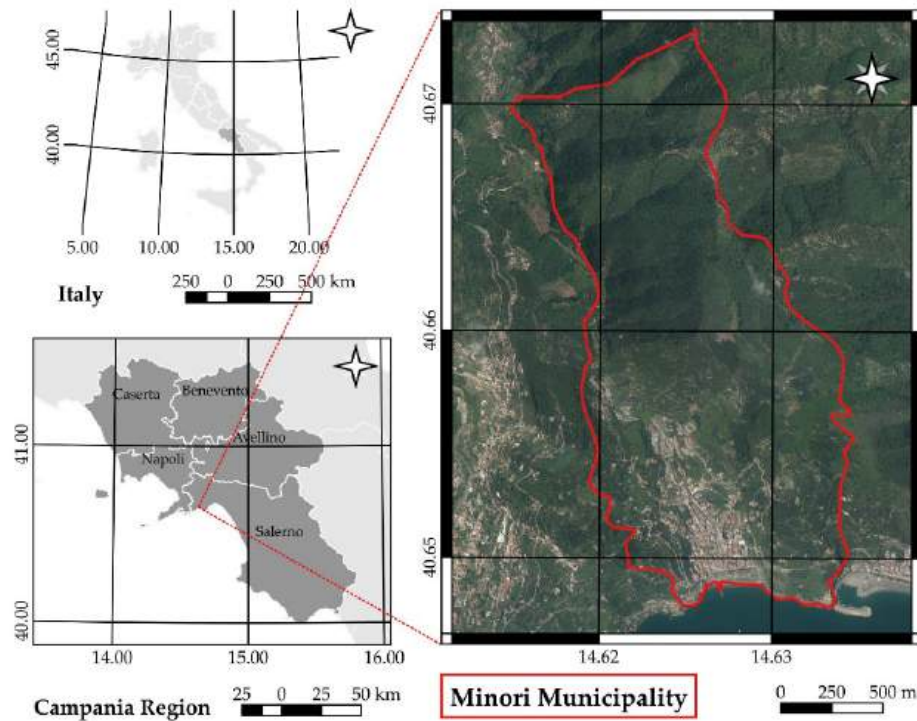 45.00
40.00
5.00 10.00 15.00 20.00
250 0 250 500 km
Italy
Caserta
Benevento
Avellino
Napoli
Salerno
41.00
40.00
14.00 15.00 16.00
25 0 25 50 km
Campania Region
40.67
40.66
40.65
14.62 14.63
Minori Municipality
0 500 m